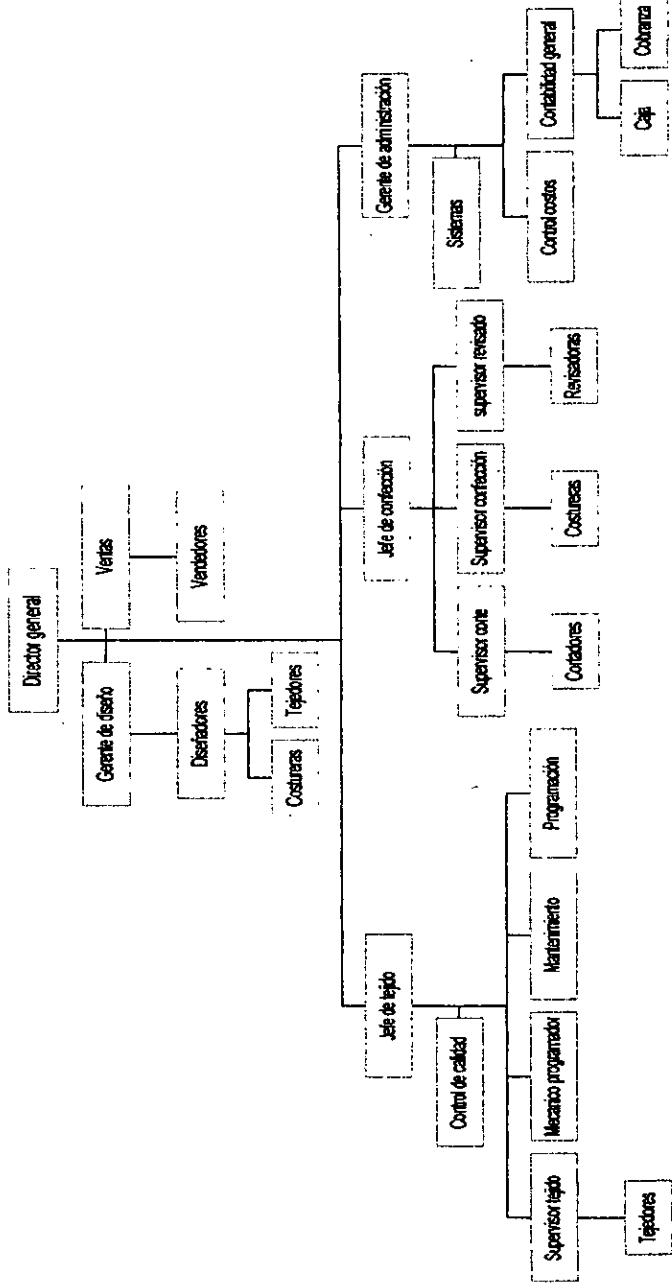 Director general
Gerente de diseño
Ventas
Diseñadores
Vendedores
Costureras
Tejedores
Jefe de tejido
Jefe de confección
Gerente de administración
Control de calidad
Sistemas
Supervisor tejido
Mecanico programador
Mantenimiento
Programación
Supervisor corte
Supervisor confección
supervisor revisado
Control costos
Contabilidad general
Tejedores
Cortadores
Costureras
Revisadoras
Caja
Cobranza